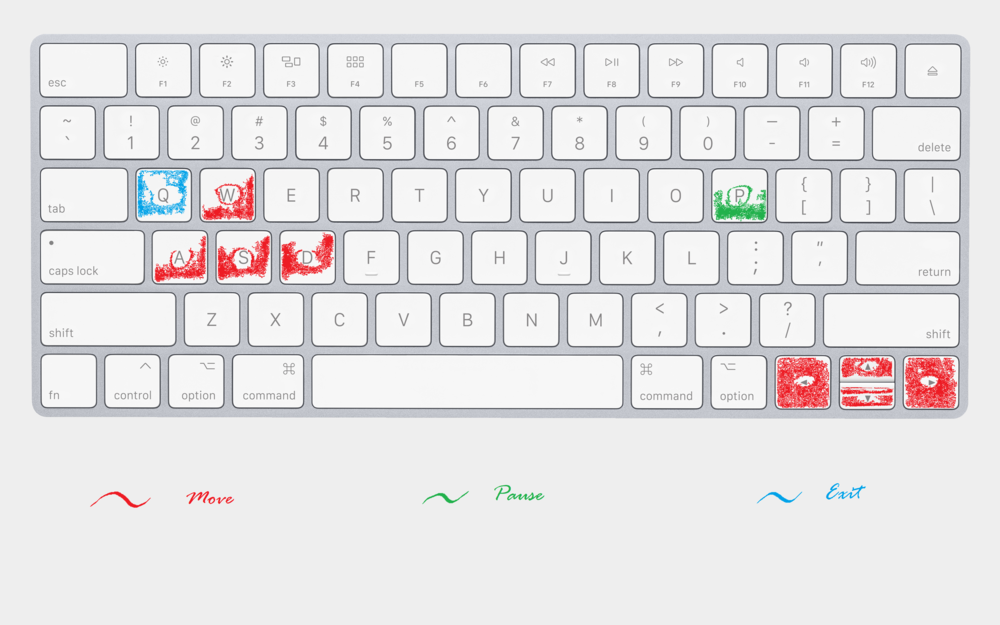 esc F1 F2 F3 F4 F5 F6 F7 F8 F9 F10 F11 F12
~ ! @ # $ % ^ & * ( ) — +
` 1 2 3 4 5 6 7 8 9 0 - = delete
tab Q W E R T Y U I O P { [ } ] | \
caps lock A S D F G H J K L : ; " ' return
shift Z X C V B N M < , > . ? / shift
fn control option command command option
Move Pause Exit